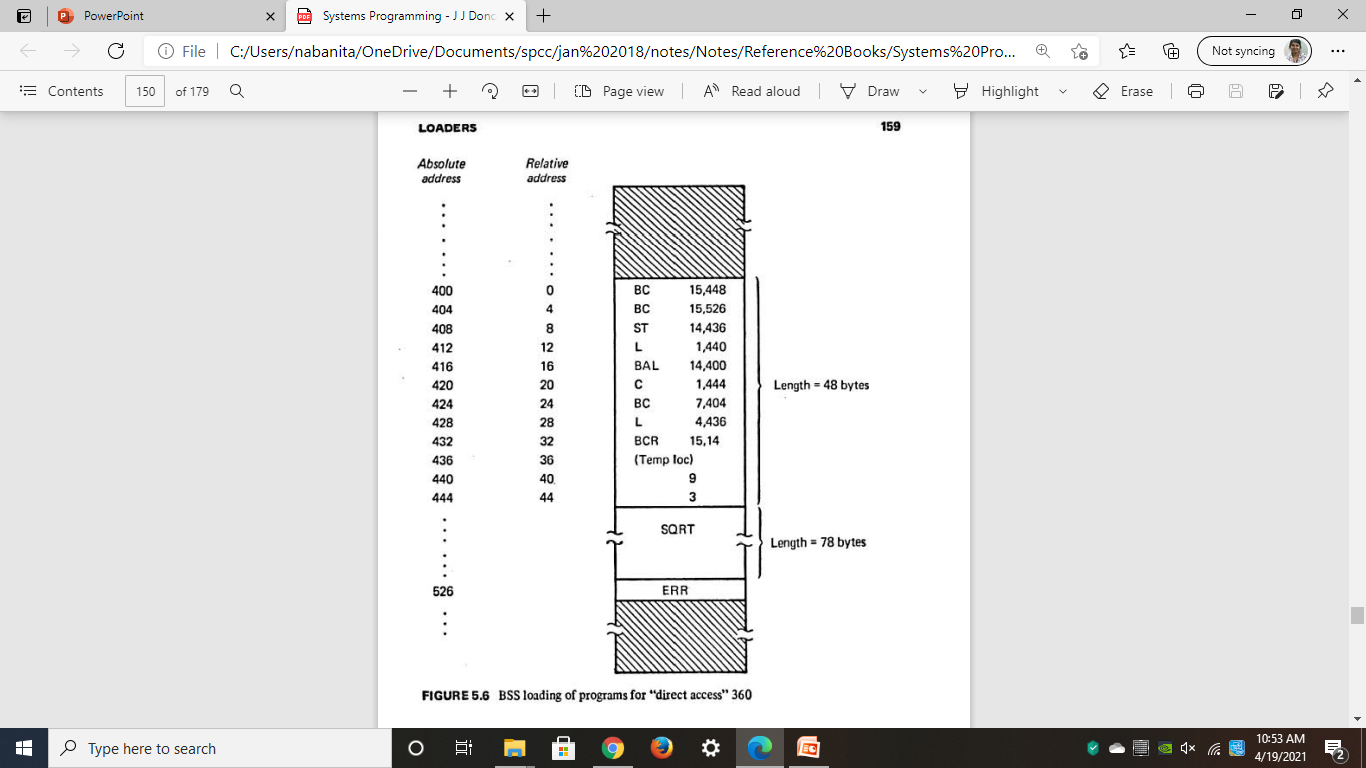 PowerPoint
Systems Programming - J J Donc
File C:/Users/nabanita/OneDrive/Documents/spcc/jan%202018/notes/Notes/Reference%20Books/Systems%20Pro... Not syncing
Contents 150 of 179 Page view Read aloud Draw Highlight Erase
LOADERS 159
Absolute address Relative address
400 0 BC 15,448
404 4 BC 15,526
408 8 ST 14,436
412 12 L 1,440
416 16 BAL 14,400
420 20 C 1,444 Length = 48 bytes
424 24 BC 7,404
428 28 L 4,436
432 32 BCR 15,14
436 36 (Temp loc)
440 40 9
444 44 3
SQRT
Length = 78 bytes
526 ERR
FIGURE 5.6 BSS loading of programs for “direct access” 360
Type here to search
10:53 AM
4/19/2021
2